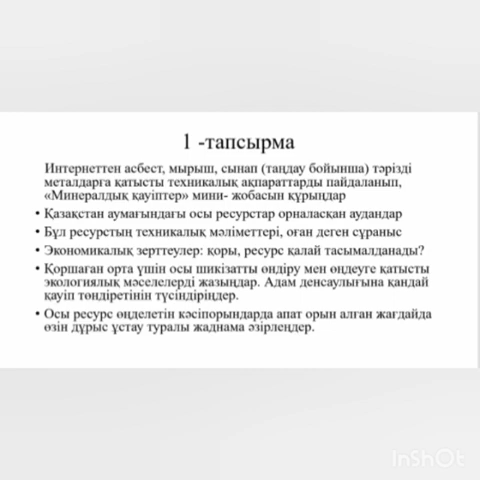 1 -тапсырма
Интернеттен асбест, мырыш, сынап (таңдау бойынша) тәрізді
металдарға қатысты техникалық ақпараттарды пайдаланып,
«Минералдық қауіптер» мини- жобасын құрыңдар
• Қазақстан аумағындағы осы ресурстар орналасқан аудандар
• Бұл ресурстың техникалық мәліметтері, оған деген сұраныс
• Экономикалық зерттеулер: қоры, ресурс қалай тасымалданады?
• Қоршаған орта үшін осы шикізатты өндіру мен өңдеуге қатысты
экологиялық мәселелерді жазыңдар. Адам денсаулығына қандай
қауіп төндіретінін түсіндіріңдер.
• Осы ресурс өңделетін кәсіпорындарда апат орын алған жағдайда
өзін дұрыс ұстау туралы жаднама әзірлеңдер.
InShOt